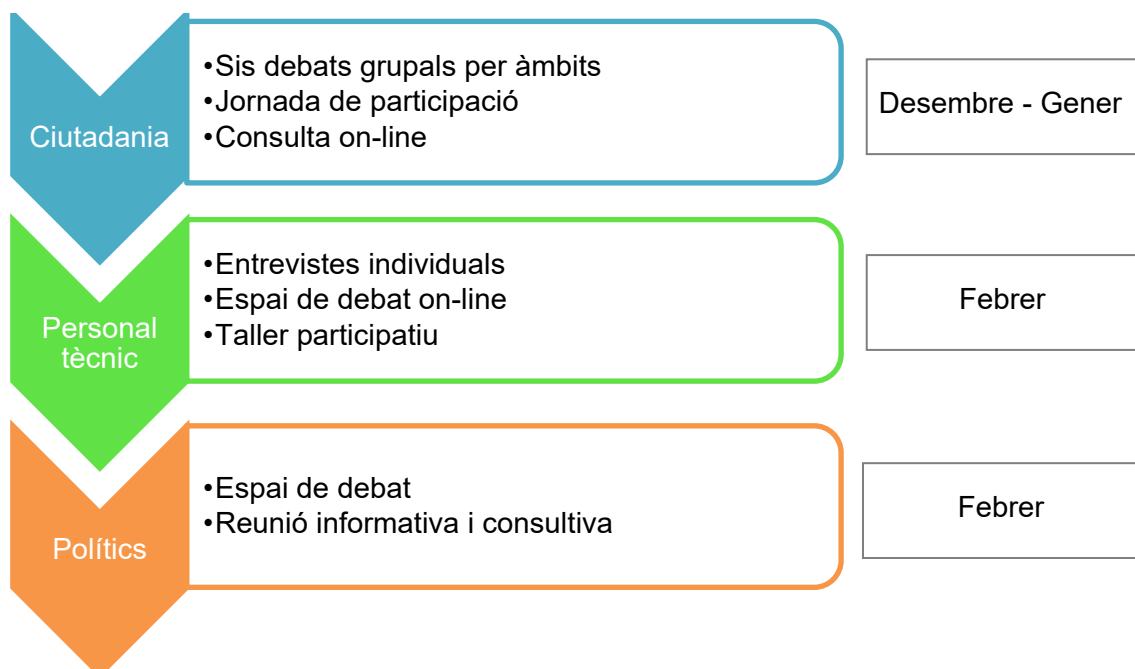 Ciutadania
•Sis debats grupals per àmbits
•Jornada de participació
•Consulta on-line
Desembre - Gener
Personal
tècnic
•Entrevistes individuals
•Espai de debat on-line
•Taller participatiu
Febrer
Polítics
•Espai de debat
•Reunió informativa i consultiva
Febrer